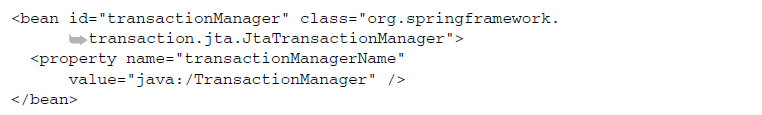 <bean id="transactionManager" class="org.springframework.
➥transaction.jta.JtaTransactionManager">
<property name="transactionManagerName"
value="java:/TransactionManager" />
</bean>